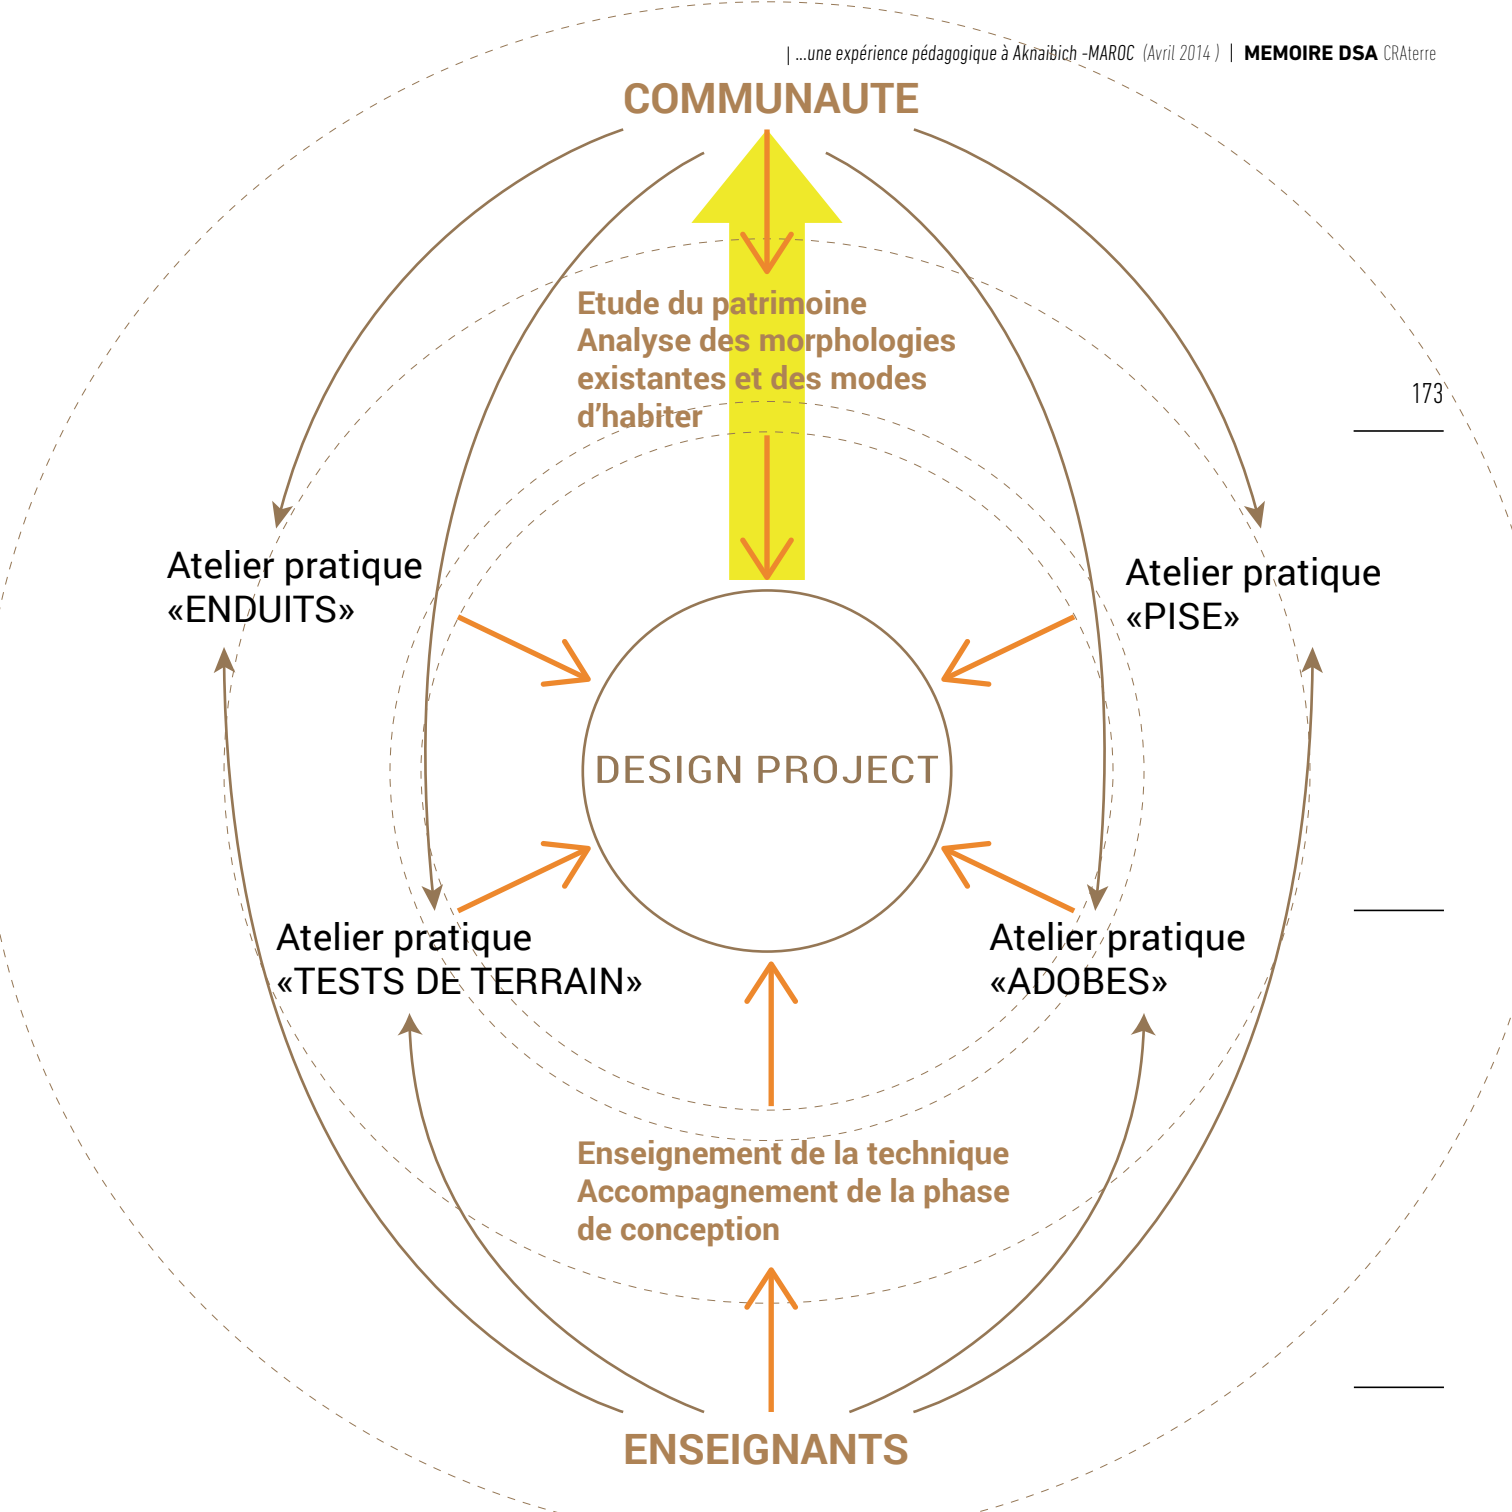 | ...une expérience pédagogique à Aknaibich -MAROC (Avril 2014 ) | MEMOIRE DSA CRAterre
COMMUNAUTE
Etude du patrimoine
Analyse des morphologies
existantes et des modes
d’habiter
173
Atelier pratique
«ENDUITS»
Atelier pratique
«PISE»
DESIGN PROJECT
Atelier pratique
«TESTS DE TERRAIN»
Atelier pratique
«ADOBES»
Enseignement de la technique
Accompagnement de la phase
de conception
ENSEIGNANTS